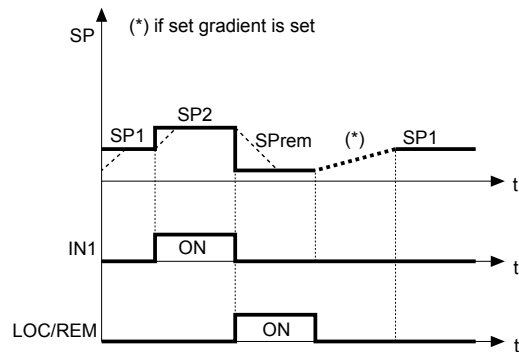 (*) if set gradient is set
SP
SP1
SP2
SPrem
(*)
SP1
t
IN1
ON
t
LOC/REM
ON
t